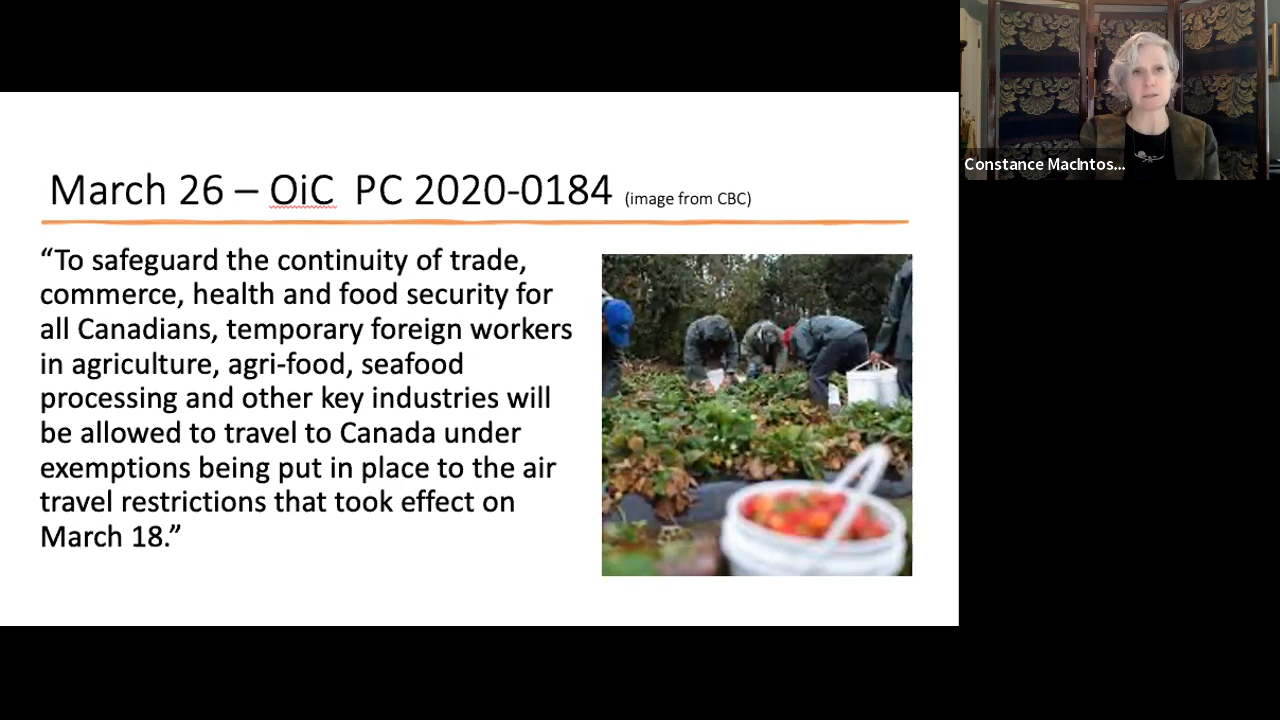 Constance MacIntos...
March 26 – OiC PC 2020-0184 (image from CBC)
“To safeguard the continuity of trade,
commerce, health and food security for
all Canadians, temporary foreign workers
in agriculture, agri-food, seafood
processing and other key industries will
be allowed to travel to Canada under
exemptions being put in place to the air
travel restrictions that took effect on
March 18.”